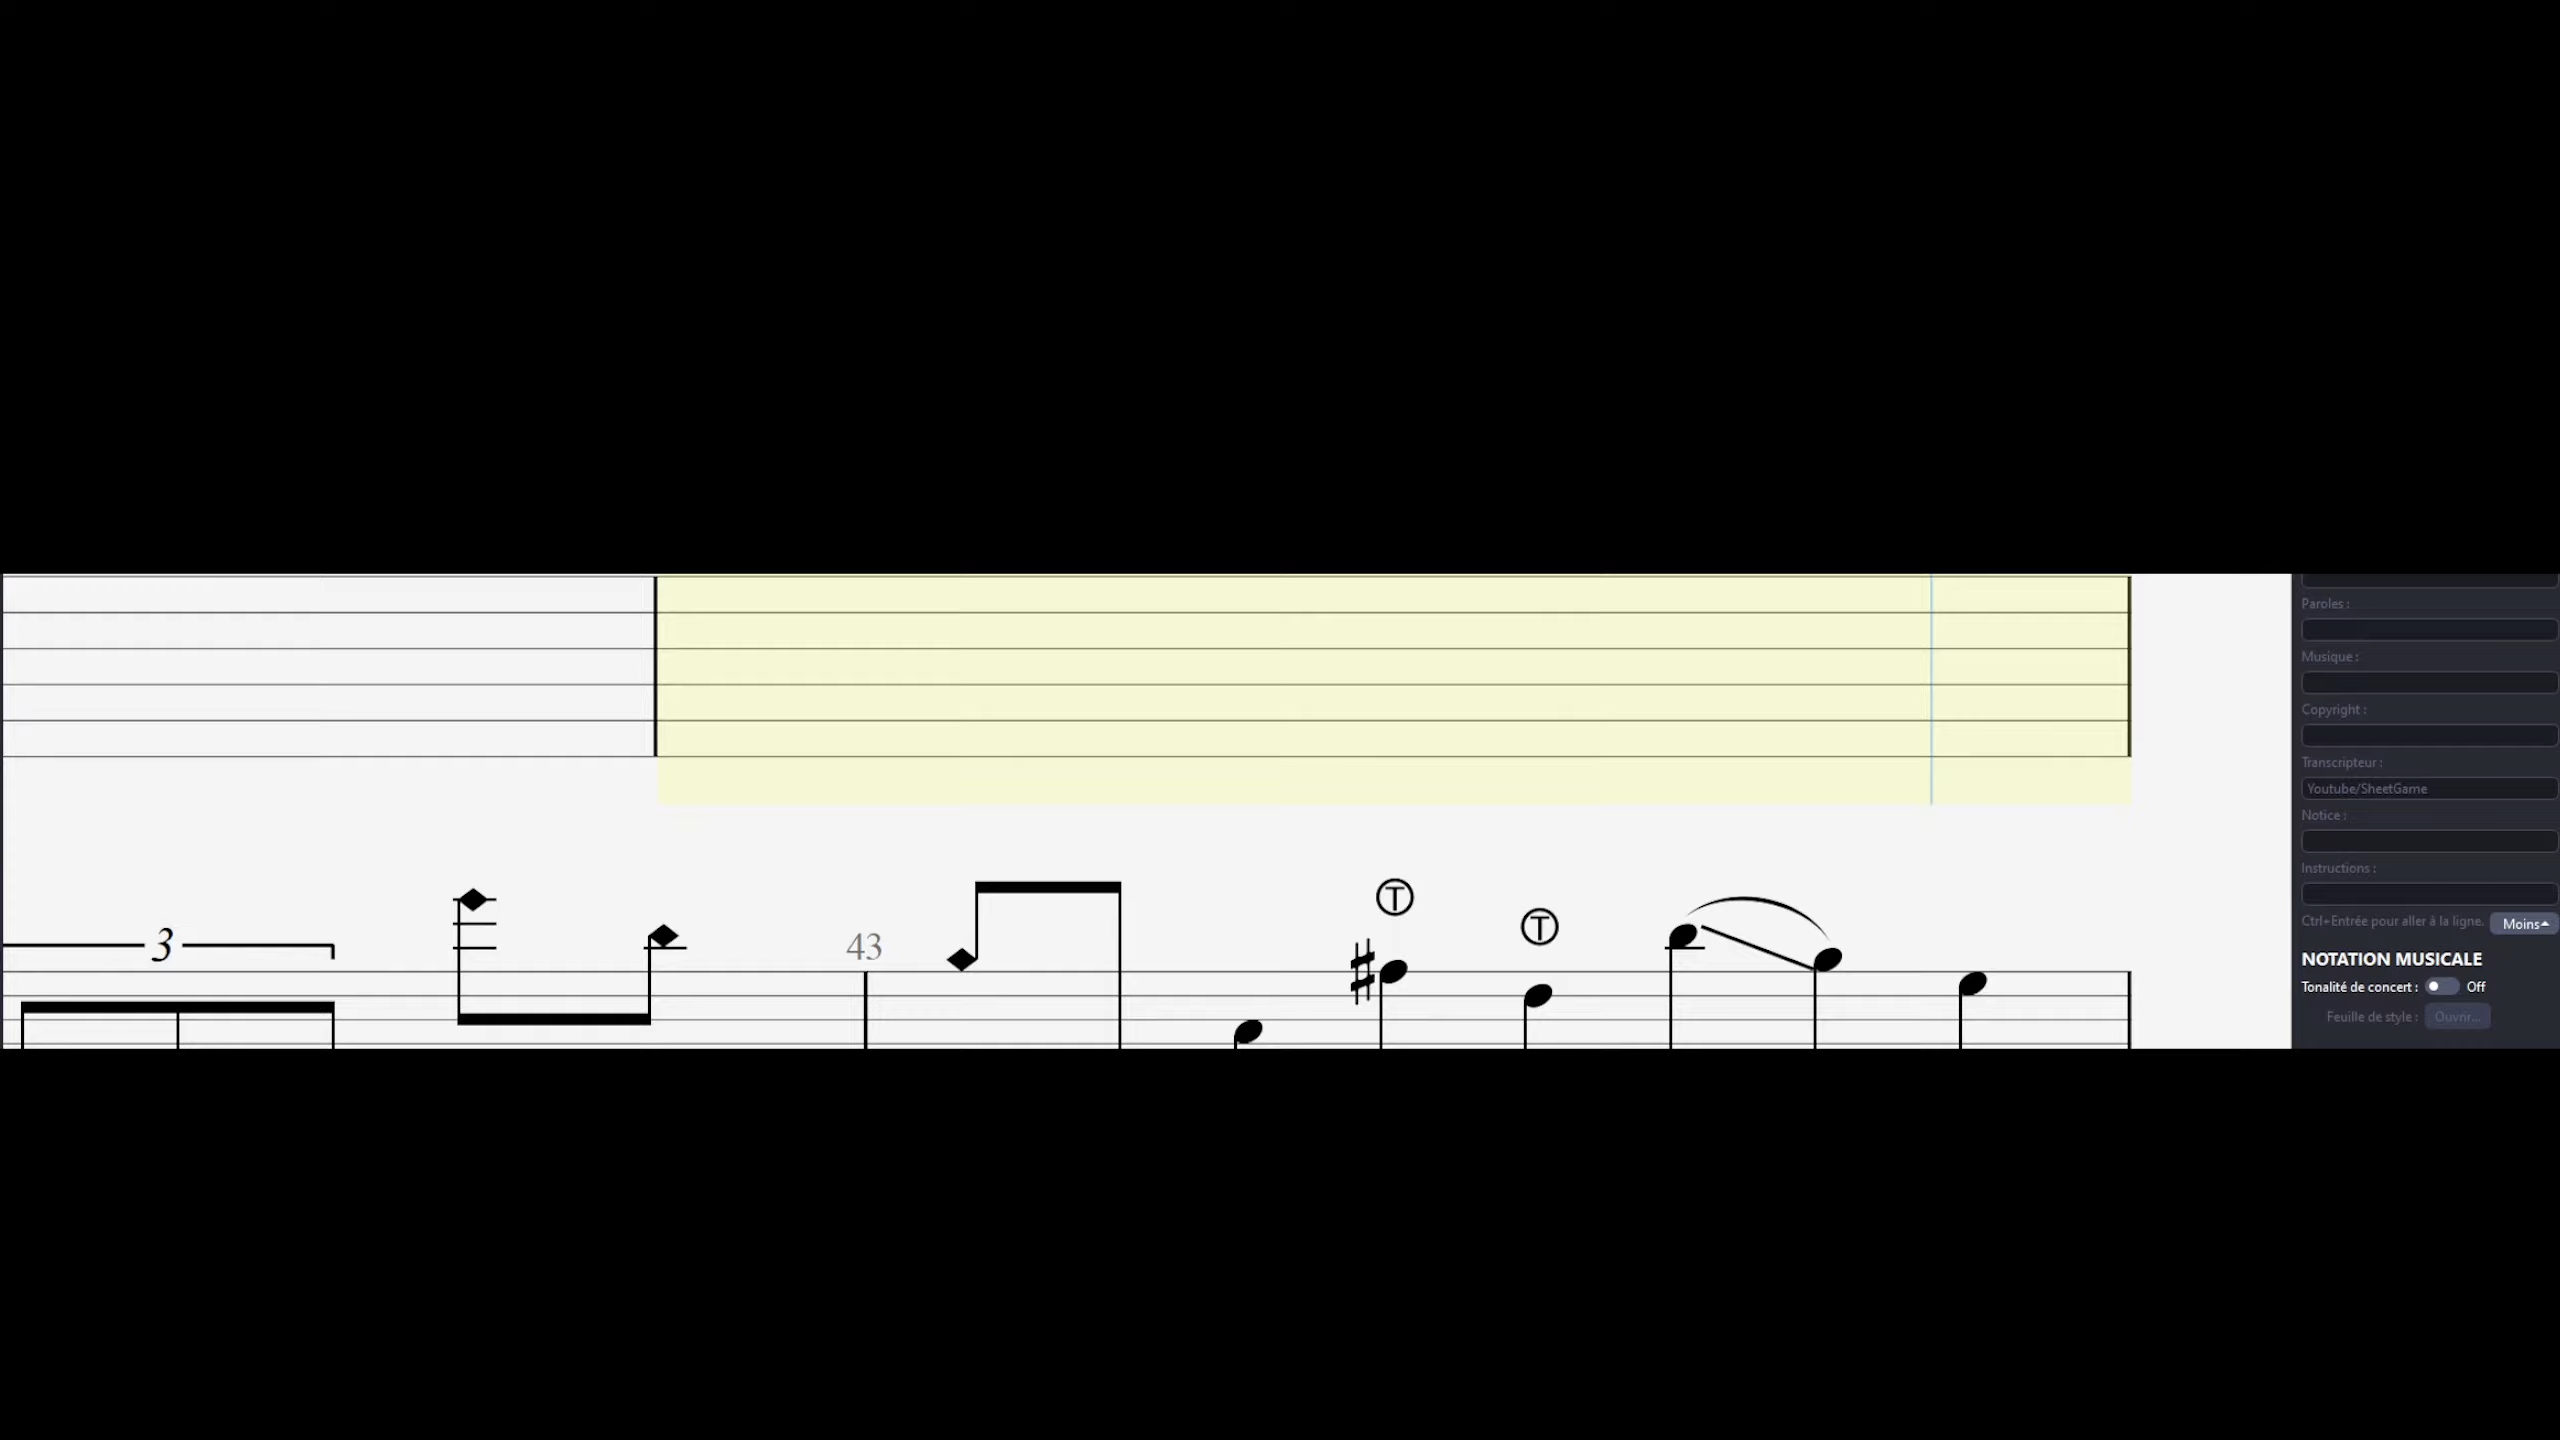 3
43
T
T
Paroles :
Musique :
Copyright :
Transcripteur :
Youtube/SheetGame
Notice :
Instructions :
Ctrl+Entrée pour aller à la ligne.
Moins
NOTATION MUSICALE
Tonalité de concert : Off
Feuille de style : Ouvrir...